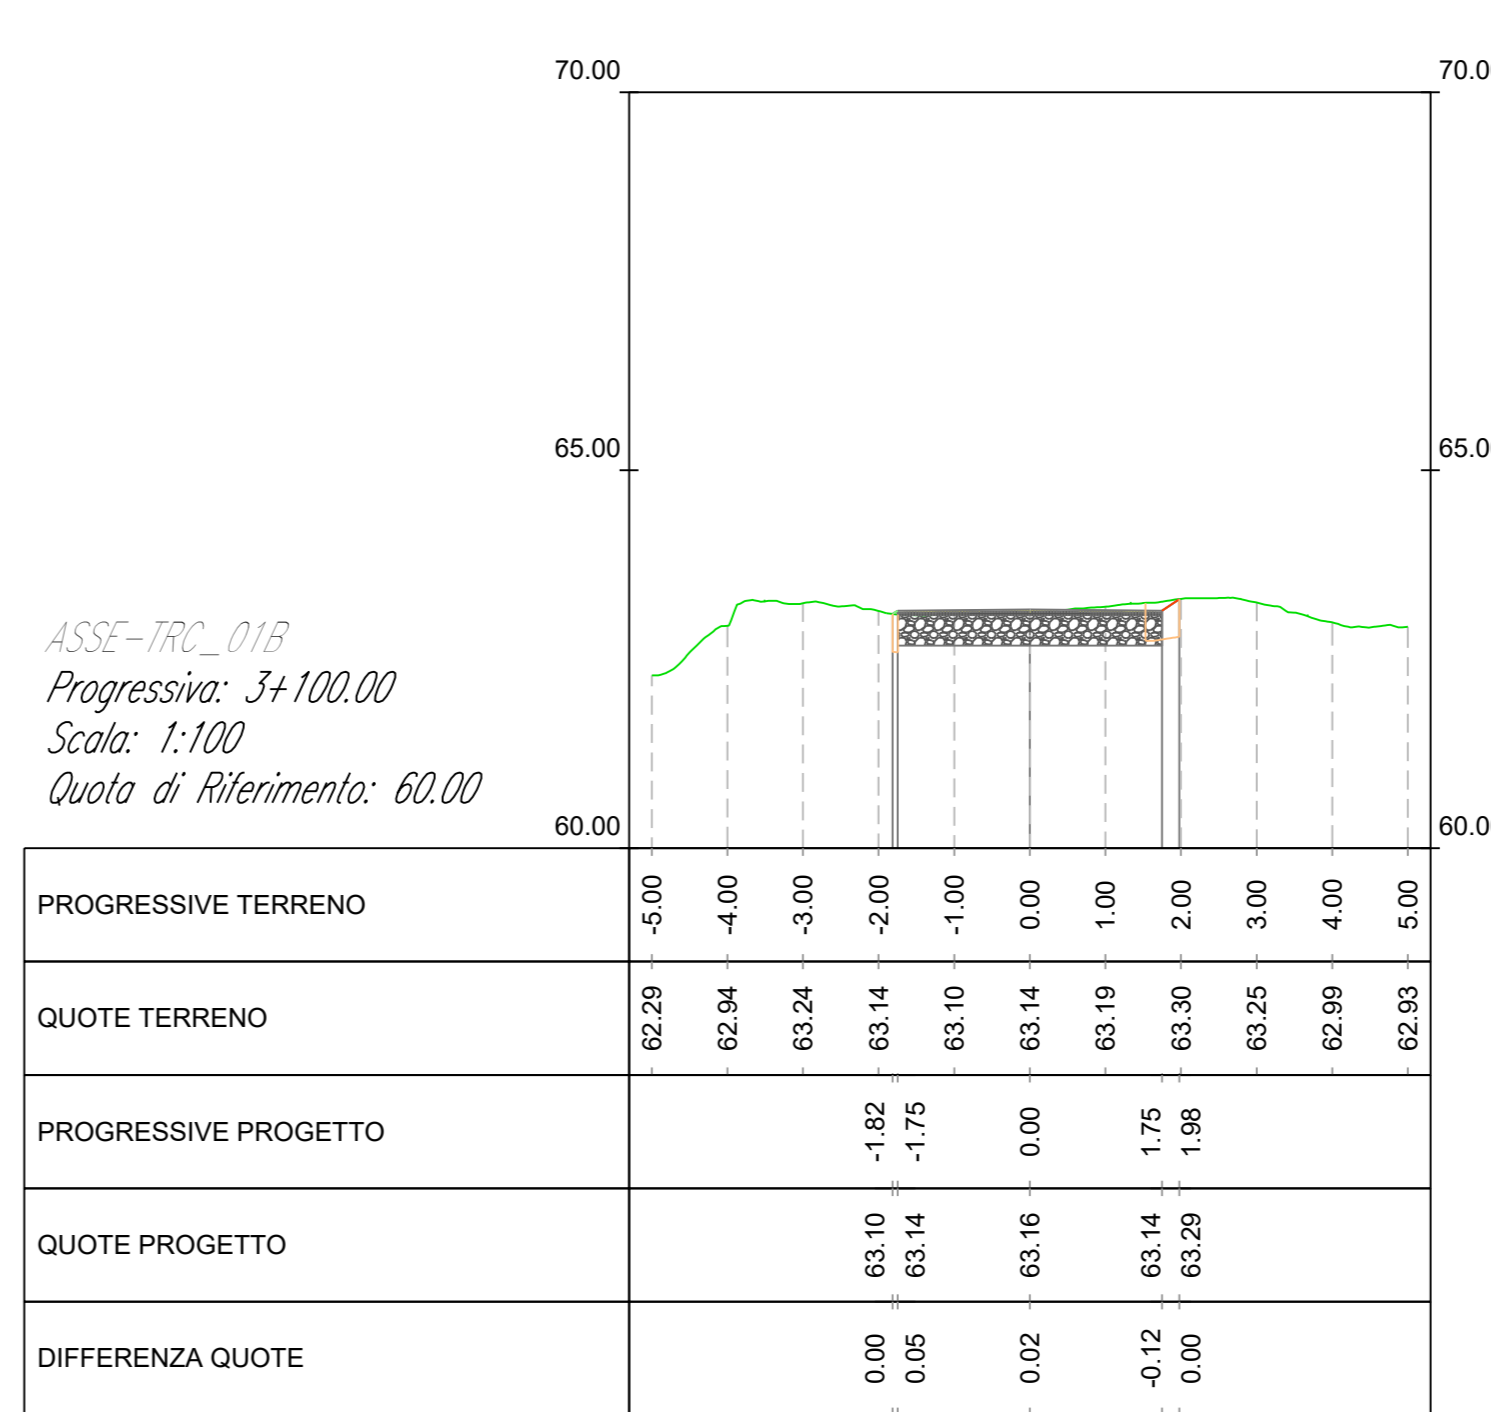 70.00 70.0
65.00 65.0
ASSE-TRC_01B
Progressiva: 3+100.00
Scala: 1:100
Quota di Riferimento: 60.00
60.00 60.0
PROGRESSIVE TERRENO -5.00 -4.00 -3.00 -2.00 -1.00 0.00 1.00 2.00 3.00 4.00 5.00
QUOTE TERRENO 62.29 62.94 63.24 63.14 63.10 63.14 63.19 63.30 63.25 62.99 62.93
PROGRESSIVE PROGETTO -1.82 -1.75 0.00 1.75 1.98
QUOTE PROGETTO 63.10 63.14 63.16 63.14 63.29
DIFFERENZA QUOTE 0.00 0.05 0.02 -0.12 0.00